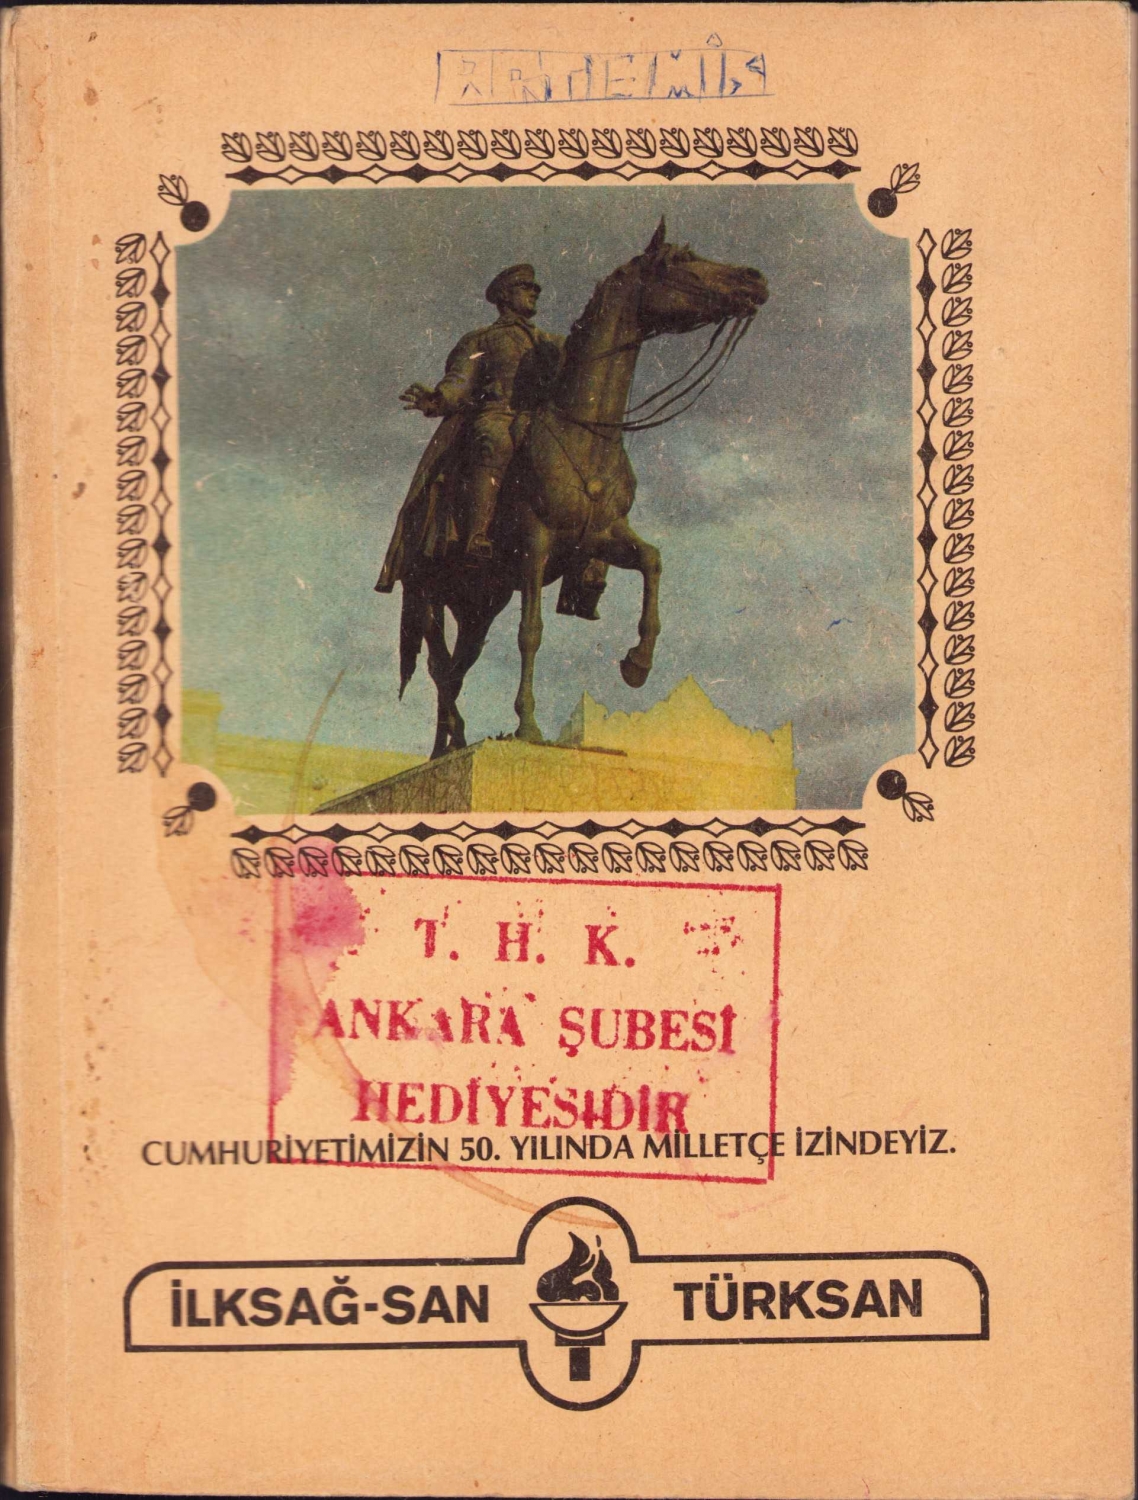 T. H. K.
ANKARA ŞUBESİ
HEDİYESİDİR
CUMHURİYETİMİZİN 50. YILINDA MİLLETÇE İZİNDEYİZ.
İLKSAĞ-SAN TÜRKSAN